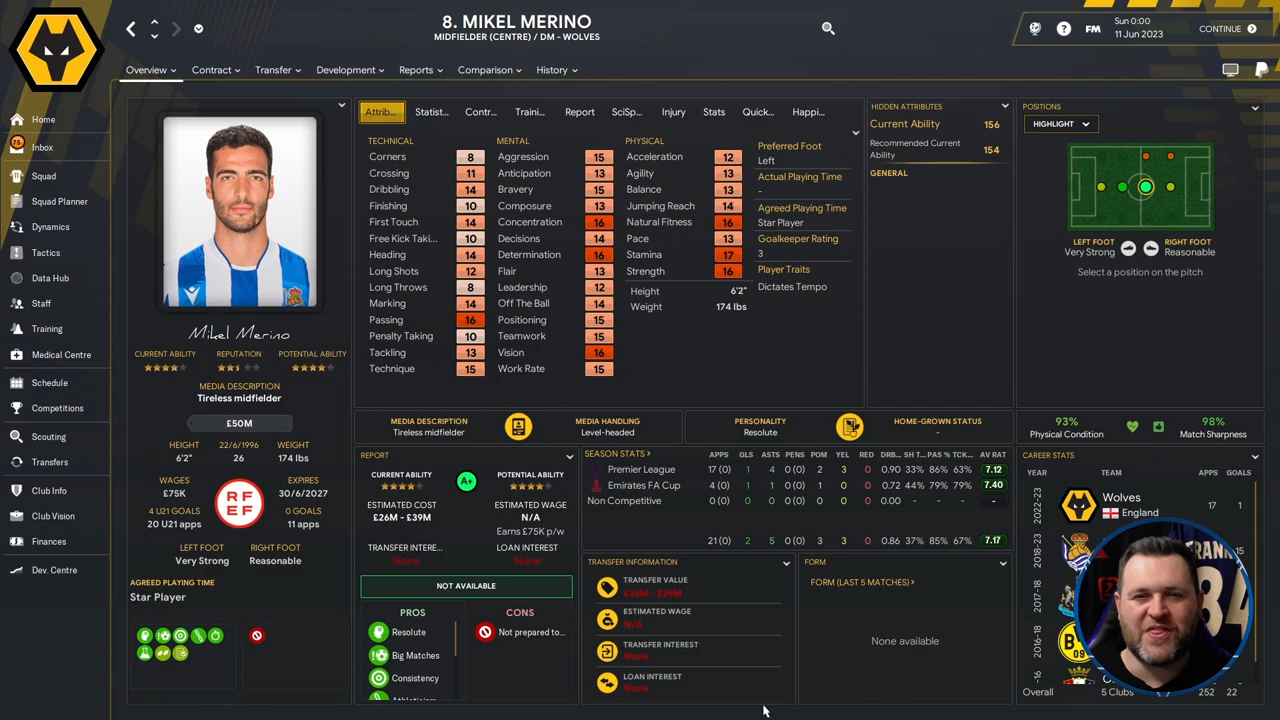 8. MIKEL MERINO
MIDFIELDER (CENTRE) / DM - WOLVES
FM
Sun 0:00
11 Jun 2023
CONTINUE
Overview
Contract
Transfer
Development
Reports
Comparison
History
Home
75
Inbox
Squad
Squad Planner
Dynamics
Tactics
Data Hub
Staff
Training
Medical Centre
Schedule
Competitions
Scouting
Transfers
Club Info
Club Vision
Finances
Dev. Centre
Mikel Merino
CURRENT ABILITY
REPUTATION
POTENTIAL ABILITY
MEDIA DESCRIPTION
Tireless midfielder
£50M
HEIGHT 22/6/1996 WEIGHT
6'2" 26 174 lbs
WAGES EXPIRES
£75K 30/6/2027
RF
EF
4 U21 GOALS 0 GOALS
20 U21 apps 11 apps
LEFT FOOT RIGHT FOOT
Very Strong Reasonable
AGREED PLAYING TIME
Star Player
Attrib... Statist... Contr... Traini... Report SciSp... Injury Stats Quick... Happi...
TECHNICAL
Corners 8
Crossing 11
Dribbling 14
Finishing 10
First Touch 14
Free Kick Taki... 10
Heading 14
Long Shots 12
Long Throws 8
Marking 14
Passing 16
Penalty Taking 10
Tackling 13
Technique 15
MENTAL
Aggression 15
Anticipation 13
Bravery 15
Composure 13
Concentration 16
Decisions 14
Determination 16
Flair 13
Leadership 12
Off The Ball 14
Positioning 15
Teamwork 15
Vision 16
Work Rate 15
PHYSICAL
Acceleration 12
Agility 13
Balance 13
Jumping Reach 14
Natural Fitness 16
Pace 13
Stamina 17
Strength 16
Height 6'2"
Weight 174 lbs
Preferred Foot
Left
Actual Playing Time
-
Agreed Playing Time
Star Player
Goalkeeper Rating
3
Player Traits
Dictates Tempo
HIDDEN ATTRIBUTES
Current Ability 156
Recommended Current
Ability 154
GENERAL
POSITIONS
HIGHLIGHT
LEFT FOOT
Very Strong
RIGHT FOOT
Reasonable
Select a position on the pitch
MEDIA DESCRIPTION
Tireless midfielder
MEDIA HANDLING
Level-headed
PERSONALITY
Resolute
HOME-GROWN STATUS
-
93%
Physical Condition
98%
Match Sharpness
REPORT
CURRENT ABILITY
A+
POTENTIAL ABILITY
ESTIMATED COST
£26M - £39M
WAGE
N/A
Earns £75K p/w
TRANSFER INTERE...
None
LOAN INTEREST
None
NOT AVAILABLE
PROS
Resolute
Big Matches
Consistency
CONS
Not prepared to...
SEASON STATS > APPS GLS ASTS PENS POM YEL RED DRB... SH T... PAS % TCK... AV RAT
Premier League 17 (0) 1 4 0 (0) 2 3 0 0.90 33% 86% 63% 7.12
Emirates FA Cup 4 (0) 1 1 0 (0) 1 0 0 0.72 44% 79% 79% 7.40
Non Competitive 0 (0) 0 0 0 (0) 0 0 0 0.00 - - - -
21 (0) 2 5 0 (0) 3 3 0 0.86 37% 85% 67% 7.17
TRANSFER INFORMATION
TRANSFER VALUE
£26M - £39M
ESTIMATED WAGE
N/A
TRANSFER INTEREST
None
LOAN INTEREST
None
FORM
FORM (LAST 5 MATCHES) >
None available
CAREER STATS
YEAR TEAM APPS GOALS
2022-23 Wolves 17 1
England
2018-23
2017-18
2016-18
-16
Overall 5 Clubs 252 22